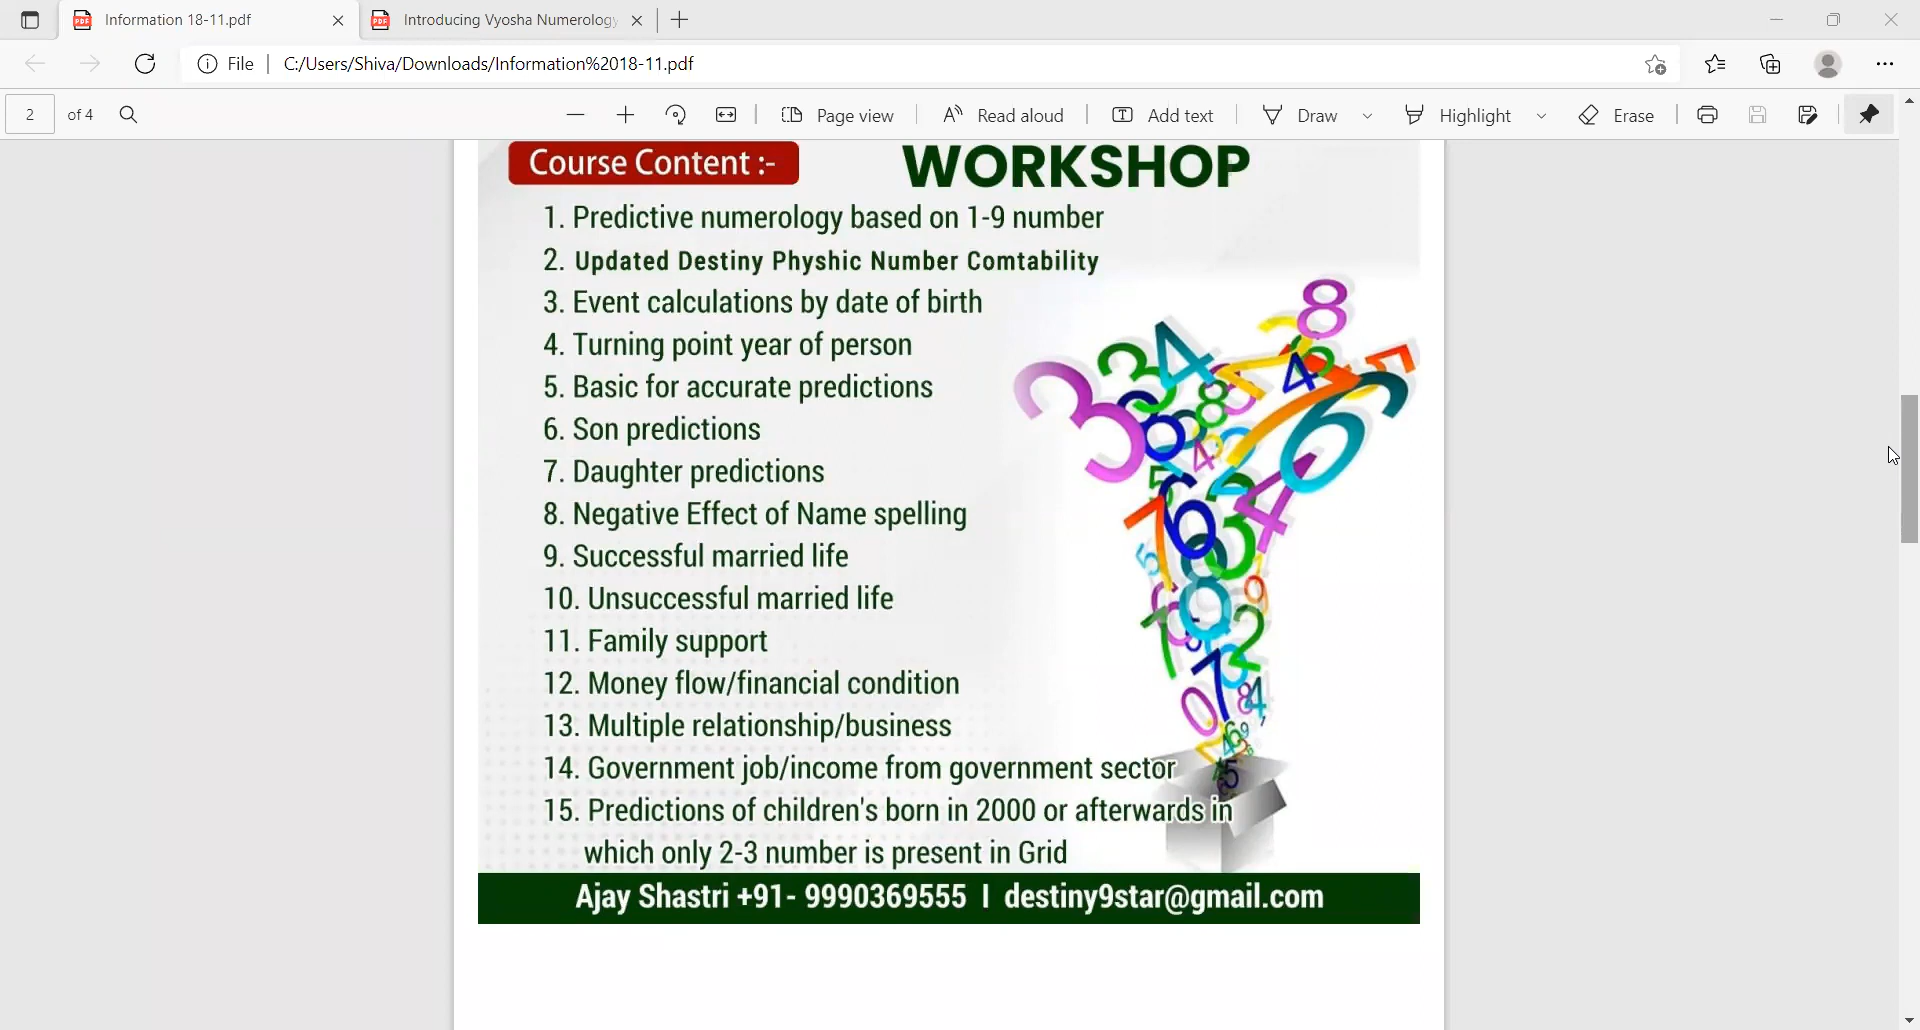 Information 18-11.pdf
Introducing Vyosha Numerology
File
C:/Users/Shiva/Downloads/Information%2018-11.pdf
2 of 4
Page view
Read aloud
Add text
Draw
Highlight
Erase
Course Content :-
WORKSHOP
1. Predictive numerology based on 1-9 number
2. Updated Destiny Physhic Number Comtability
3. Event calculations by date of birth
4. Turning point year of person
5. Basic for accurate predictions
6. Son predictions
7. Daughter predictions
8. Negative Effect of Name spelling
9. Successful married life
10. Unsuccessful married life
11. Family support
12. Money flow/financial condition
13. Multiple relationship/business
14. Government job/income from government sector
15. Predictions of children's born in 2000 or afterwards in
which only 2-3 number is present in Grid
Ajay Shastri +91- 9990369555 I destiny9star@gmail.com